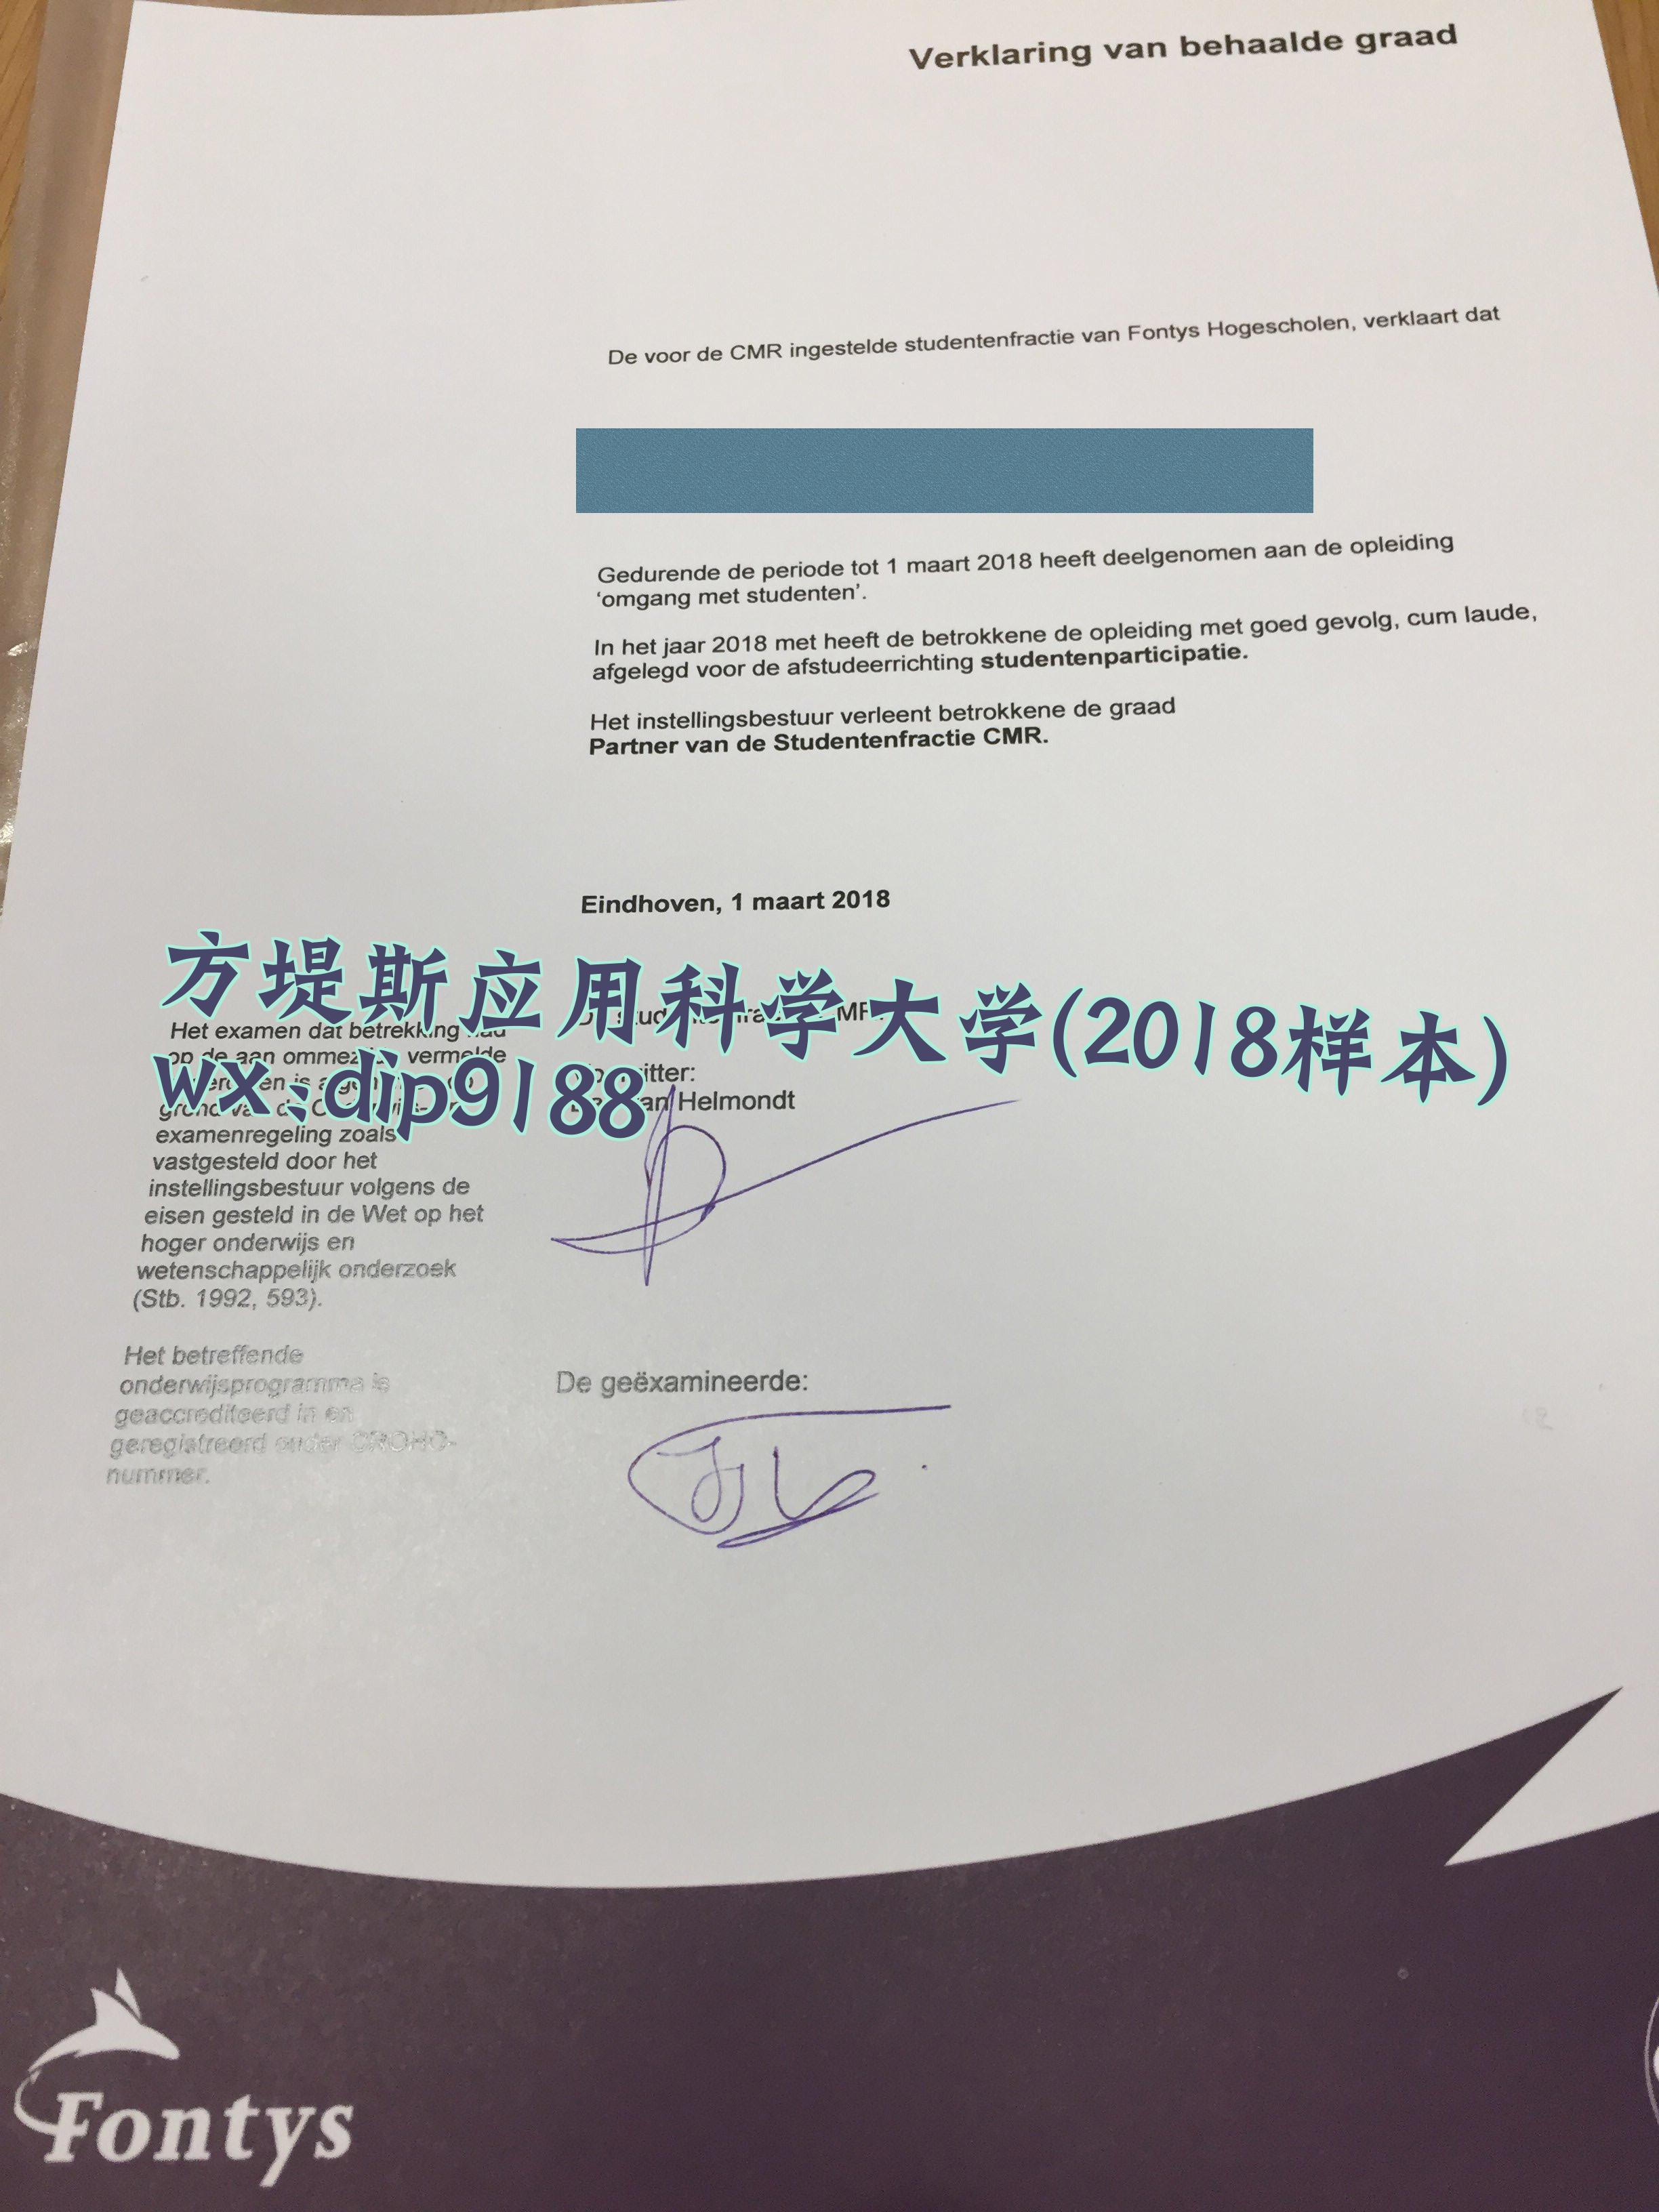 Verklaring van behaalde graad
De voor de CMR ingestelde studentenfractie van Fontys Hogescholen, verklaart dat
Gedurende de periode tot 1 maart 2018 heeft deelgenomen aan de opleiding
‘omgang met studenten’.
In het jaar 2018 met heeft de betrokkene de opleiding met goed gevolg, cum laude,
afgelegd voor de afstudeerrichting studentenparticipatie.
Het instellingsbestuur verleent betrokkene de graad
Partner van de Studentenfractie CMR.
Eindhoven, 1 maart 2018
方堤斯应用科学大学(2018样本)
wx:dip9188
Helmondt
Het examen dat betrekking
op de aan ommezijde vermelde
examenregeling zoals
vastgesteld door het
instellingsbestuur volgens de
eisen gesteld in de Wet op het
hoger onderwijs en
wetenschappelijk onderzoek
(Stb. 1992, 593).
Het betreffende
onderwijsprogramma is
geaccrediteerd in en
geregistreerd onder CROHO-
nummer.
De geëxamineerde:
Fontys